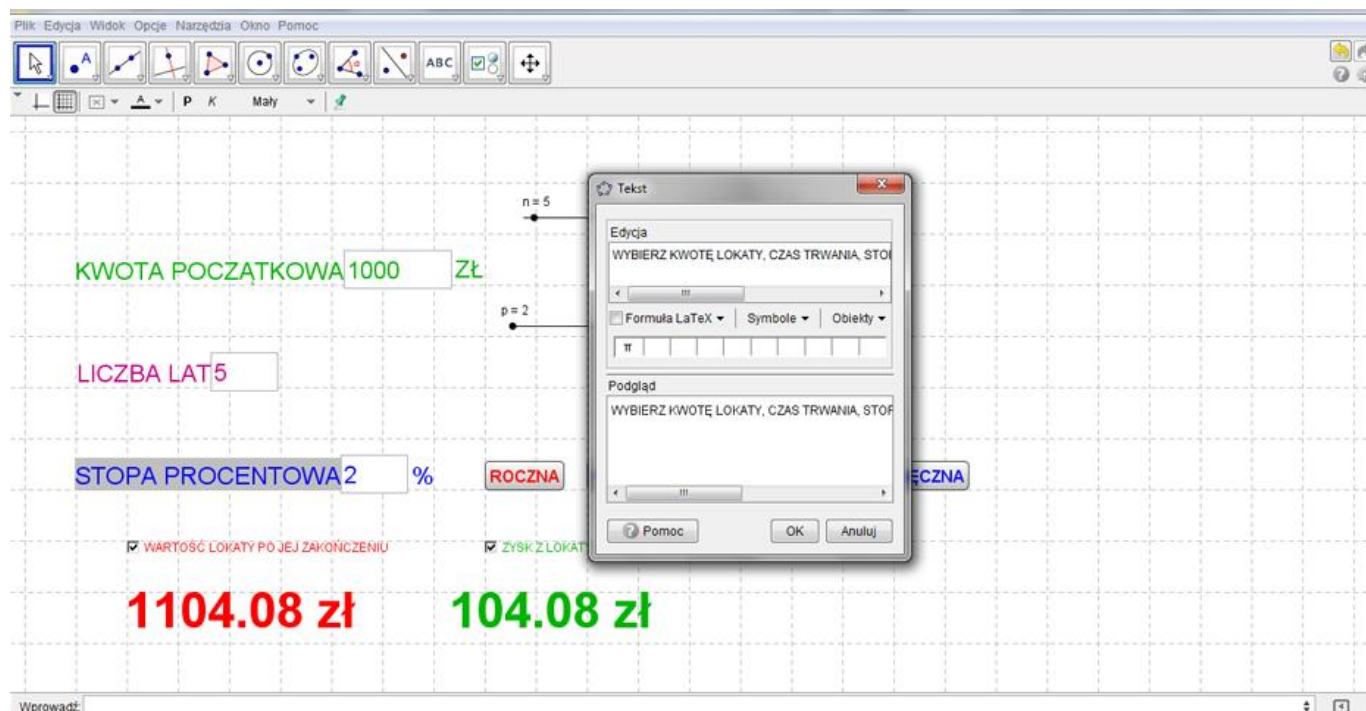 Plik Edycja Widok Opcje Narzędzia Okno Pomoc
A
ABC
A P K Mały
n = 5
KWOTA POCZĄTKOWA 1000 ZŁ
p = 2
LICZBA LAT 5
STOPA PROCENTOWA 2 % ROCZNA ĘCZNA
WARTOŚĆ LOKATY PO JEJ ZAKOŃCZENIU ZYSK Z LOKAT
1104.08 zł 104.08 zł
Tekst
Edycja
WYBIERZ KWOTĘ LOKATY, CZAS TRWANIA, STO
Formuła LaTeX Symbole Obiekty
π
Podgląd
WYBIERZ KWOTĘ LOKATY, CZAS TRWANIA, STOP
Pomoc OK Anuluj
Wprowadź: